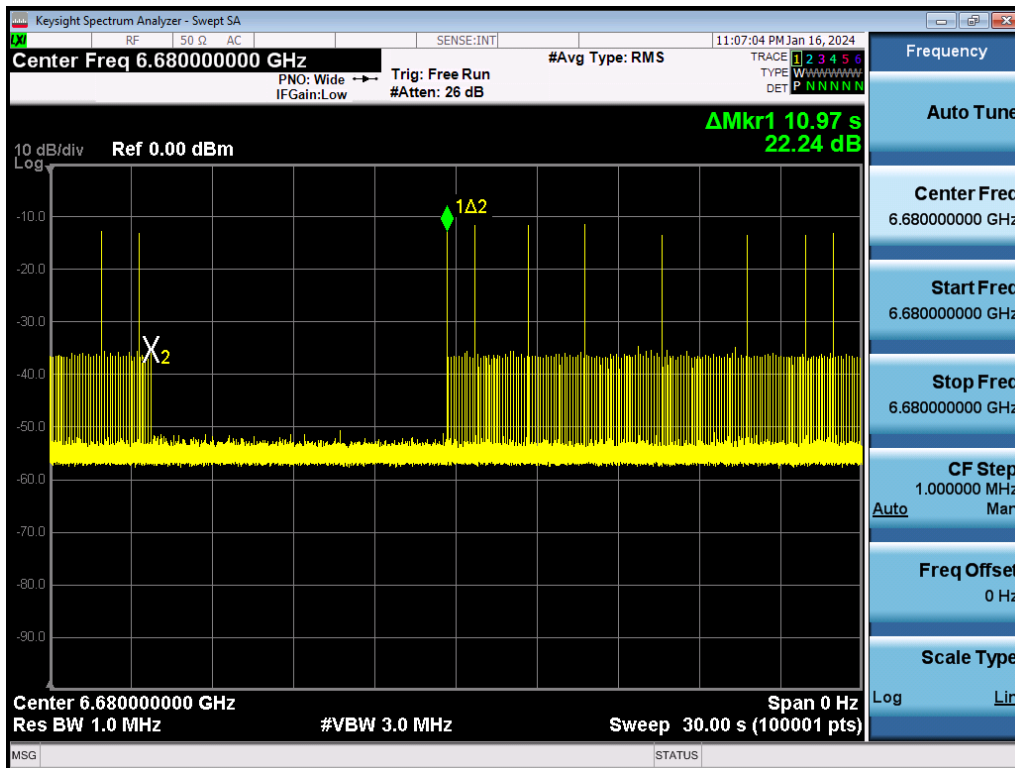 Keysight Spectrum Analyzer - Swept SA
LXI
RF
50 Ω
AC
SENSE:INT
11:07:04 PM Jan 16, 2024
Center Freq 6.680000000 GHz
PNO: Wide
IFGain:Low
Trig: Free Run
#Atten: 26 dB
#Avg Type: RMS
TRACE 1 2 3 4 5 6
TYPE W W W W W W
DET P N N N N N
ΔMkr1 10.97 s
22.24 dB
10 dB/div
Log
Ref 0.00 dBm
-10.0
-20.0
-30.0
-40.0
-50.0
-60.0
-70.0
-80.0
-90.0
1Δ2
X2
Center 6.680000000 GHz
Span 0 Hz
Res BW 1.0 MHz
#VBW 3.0 MHz
Sweep 30.00 s (100001 pts)
MSG
STATUS
Frequency
Auto Tune
Center Freq
6.680000000 GHz
Start Freq
6.680000000 GHz
Stop Freq
6.680000000 GHz
CF Step
1.000000 MHz
Auto
Man
Freq Offset
0 Hz
Scale Type
Log
Lin